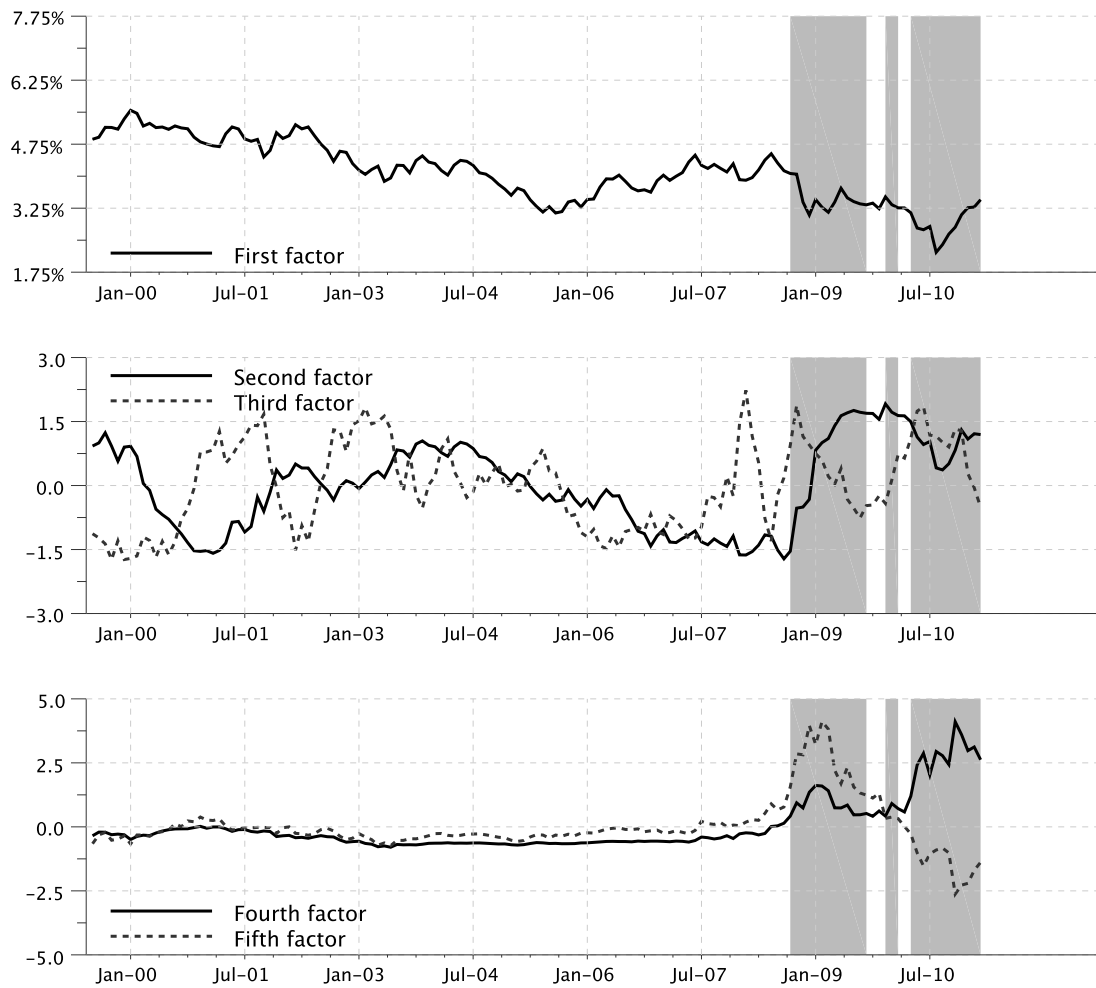 7.75%
6.25%
4.75%
3.25%
1.75%
First factor
Jan–00 Jul–01 Jan–03 Jul–04 Jan–06 Jul–07 Jan–09 Jul–10
3.0
1.5
0.0
−1.5
−3.0
Second factor
Third factor
Jan–00 Jul–01 Jan–03 Jul–04 Jan–06 Jul–07 Jan–09 Jul–10
5.0
2.5
0.0
−2.5
−5.0
Fourth factor
Fifth factor
Jan–00 Jul–01 Jan–03 Jul–04 Jan–06 Jul–07 Jan–09 Jul–10